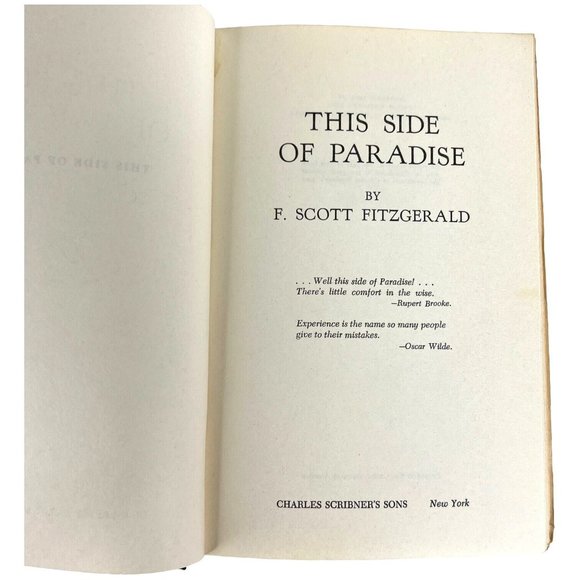 THIS SIDE
OF PARADISE
BY
F. SCOTT FITZGERALD
. . . Well this side of Paradise! . . .
There's little comfort in the wise.
—Rupert Brooke.
Experience is the name so many people
give to their mistakes.
—Oscar Wilde.
CHARLES SCRIBNER'S SONS New York